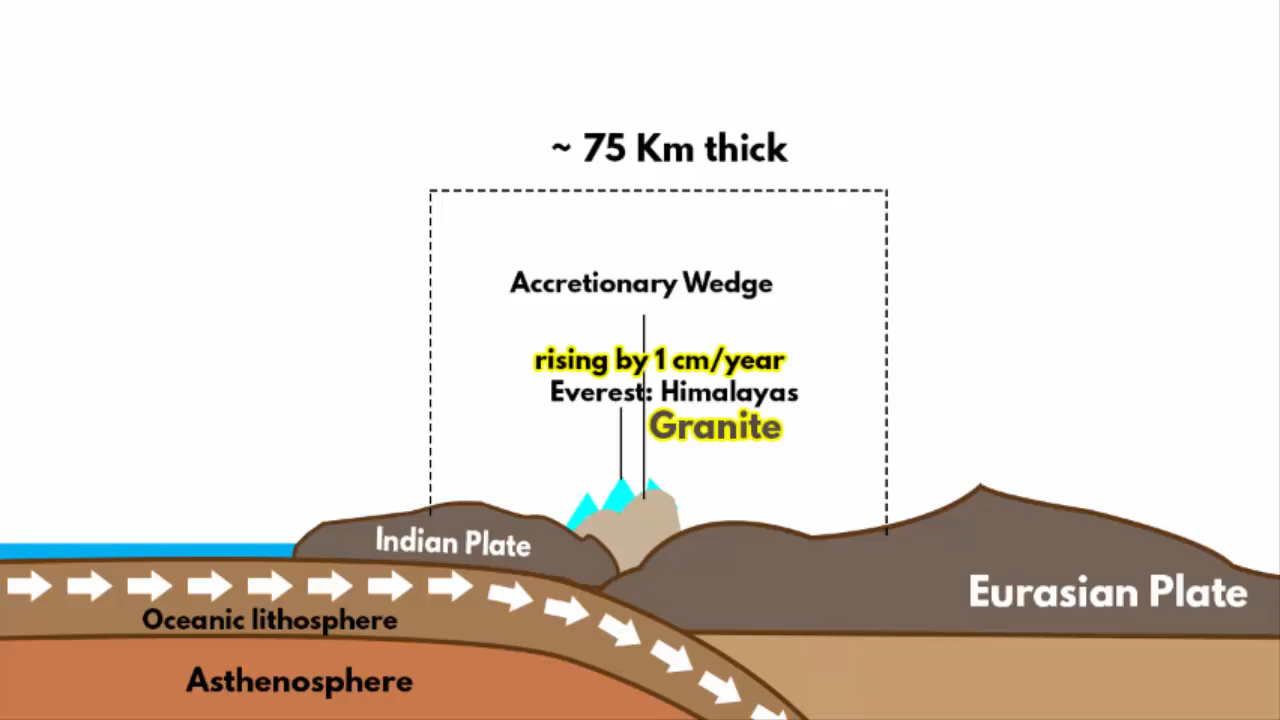 ~ 75 Km thick
Accretionary Wedge
rising by 1 cm/year
Everest: Himalayas
Granite
Indian Plate
Eurasian Plate
Oceanic lithosphere
Asthenosphere